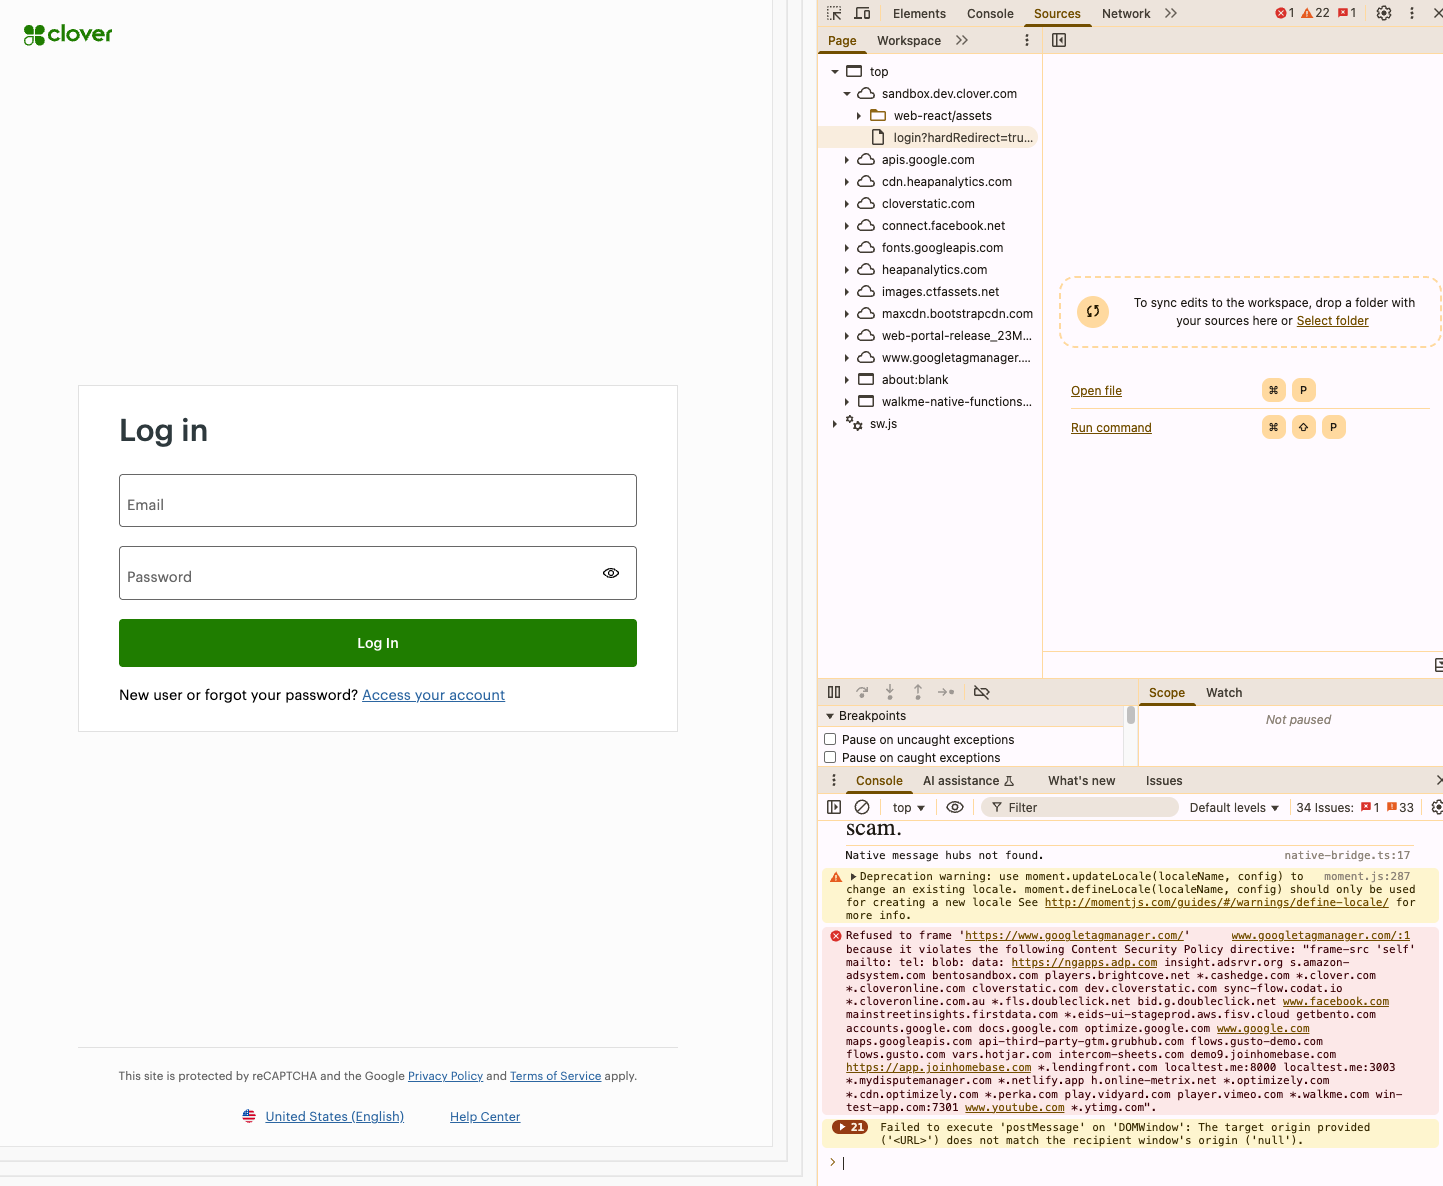 clover
Log in
Email
Password
Log In
New user or forgot your password? Access your account
This site is protected by reCAPTCHA and the Google Privacy Policy and Terms of Service apply.
United States (English) Help Center
Elements Console Sources Network 1 22 1
Page Workspace
top
sandbox.dev.clover.com
web-react/assets
login?hardRedirect=tru...
apis.google.com
cdn.heapanalytics.com
cloverstatic.com
connect.facebook.net
fonts.googleapis.com
heapanalytics.com
images.ctfassets.net
maxcdn.bootstrapcdn.com
web-portal-release_23M...
www.googletagmanager....
about:blank
walkme-native-functions...
sw.js
To sync edits to the workspace, drop a folder with
your sources here or Select folder
Open file ⌘ P
Run command ⌘ ⇧ P
Breakpoints
Pause on uncaught exceptions
Pause on caught exceptions
Scope Watch
Not paused
Console AI assistance What's new Issues
top Filter Default levels 34 Issues: 1 33
scam.
Native message hubs not found. native-bridge.ts:17
Deprecation warning: use moment.updateLocale(localeName, config) to moment.js:287
change an existing locale. moment.defineLocale(localeName, config) should only be used
for creating a new locale See http://momentjs.com/guides/#/warnings/define-locale/ for
more info.
Refused to frame 'https://www.googletagmanager.com/' www.googletagmanager.com/:1
because it violates the following Content Security Policy directive: "frame-src 'self'
mailto: tel: blob: data: https://ngapps.adp.com insight.adsrvr.org s.amazon-
adsystem.com bentosandbox.com players.brightcove.net *.cashedge.com *.clover.com
*.cloveronline.com cloverstatic.com dev.cloverstatic.com sync-flow.codat.io
*.cloveronline.com.au *.fls.doubleclick.net bid.g.doubleclick.net www.facebook.com
mainstreetinsights.firstdata.com *.eids-ui-stageprod.aws.fisv.cloud getbento.com
accounts.google.com docs.google.com optimize.google.com www.google.com
maps.googleapis.com api-third-party-gtm.grubhub.com flows.gusto-demo.com
flows.gusto.com vars.hotjar.com intercom-sheets.com demo9.joinhomebase.com
https://app.joinhomebase.com *.lendingfront.com localtest.me:8000 localtest.me:3003
*.mydisputemanager.com *.netlify.app h.online-metrix.net *.optimizely.com
*.cdn.optimizely.com *.perka.com play.vidyard.com player.vimeo.com *.walkme.com win-
test-app.com:7301 www.youtube.com *.ytimg.com".
21 Failed to execute 'postMessage' on 'DOMWindow': The target origin provided
('<URL>') does not match the recipient window's origin ('null').